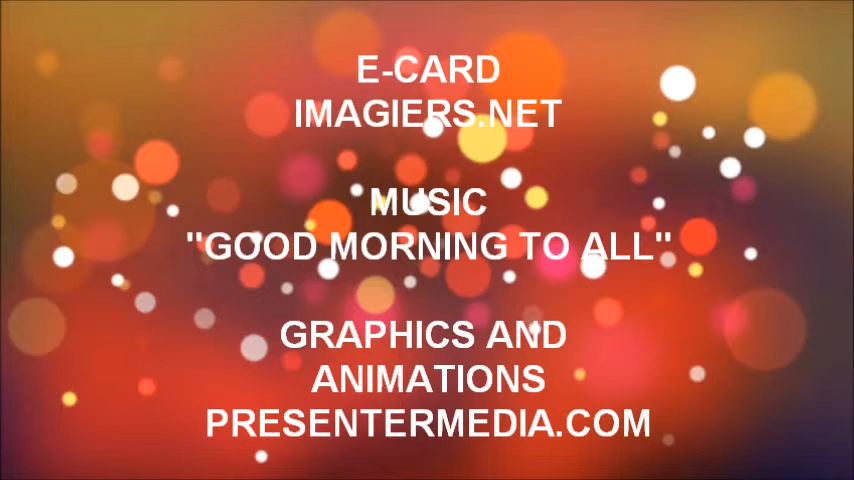 E-CARD
IMAGIERS.NET
MUSIC
"GOOD MORNING TO ALL"
GRAPHICS AND
ANIMATIONS
PRESENTERMEDIA.COM